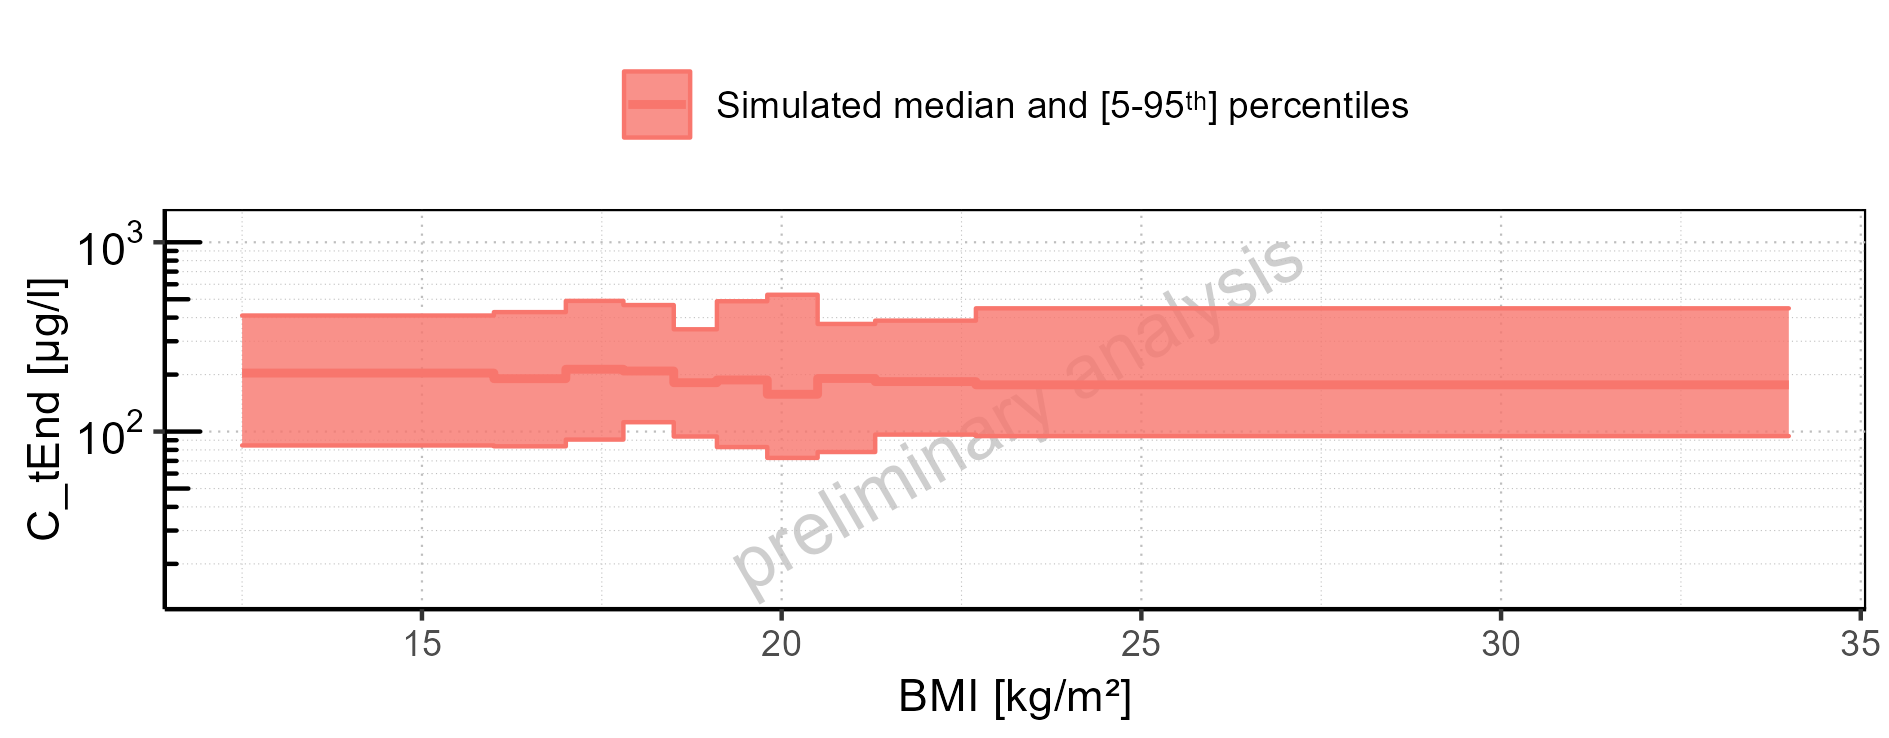 Simulated median and [5-95th] percentiles
10³
10²
C_tEnd [µg/l]
preliminary analysis
15 20 25 30 35
BMI [kg/m²]